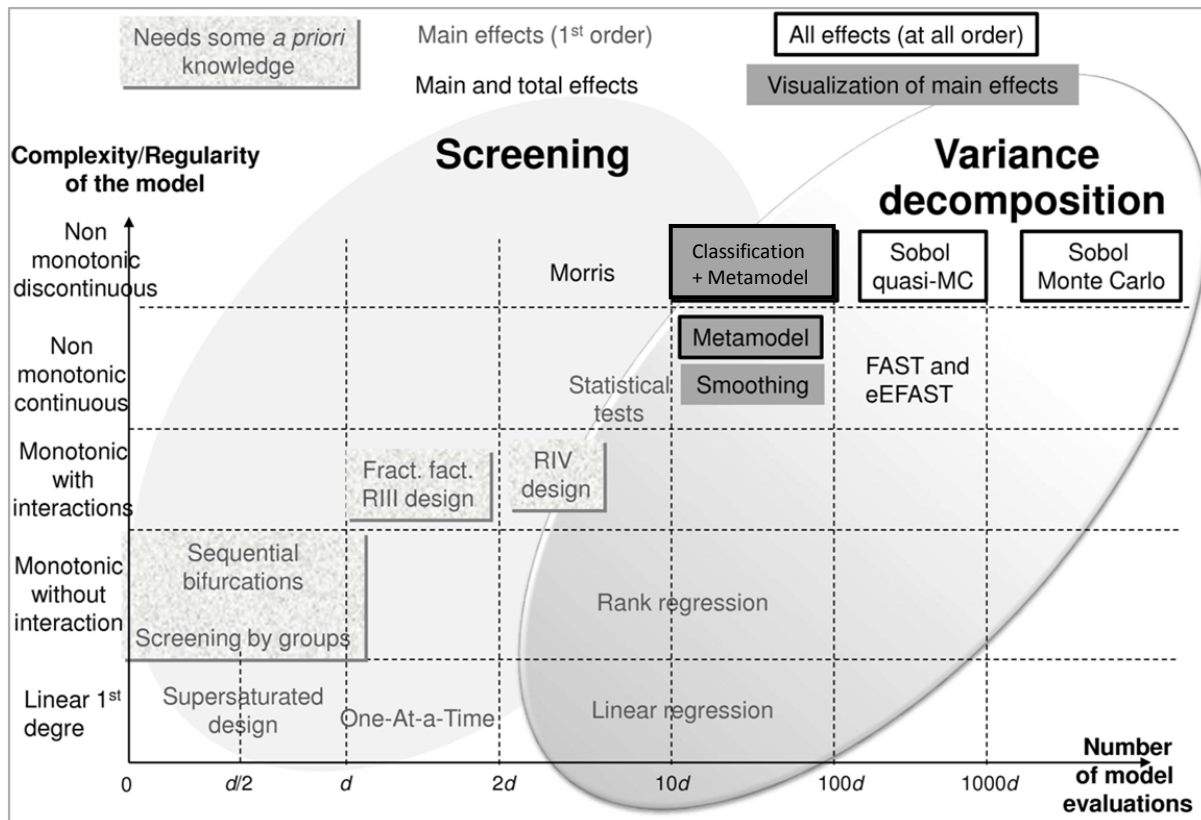 Needs some a priori
knowledge
Main effects (1st order)
All effects (at all order)
Main and total effects
Visualization of main effects
Complexity/Regularity
of the model
Screening
Variance
decomposition
Non
monotonic
discontinuous
Morris
Classification
+ Metamodel
Sobol
quasi-MC
Sobol
Monte Carlo
Non
monotonic
continuous
Statistical
tests
Metamodel
Smoothing
FAST and
eEFAST
Monotonic
with
interactions
Fract. fact.
RIII design
RIV
design
Monotonic
without
interaction
Sequential
bifurcations
Screening by groups
Rank regression
Linear 1st
degre
Supersaturated
design
One-At-a-Time
Linear regression
0
d/2
d
2d
10d
100d
1000d
Number
of model
evaluations